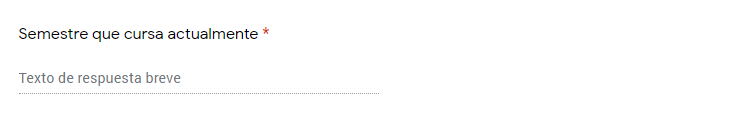 Semestre que cursa actualmente *
Texto de respuesta breve